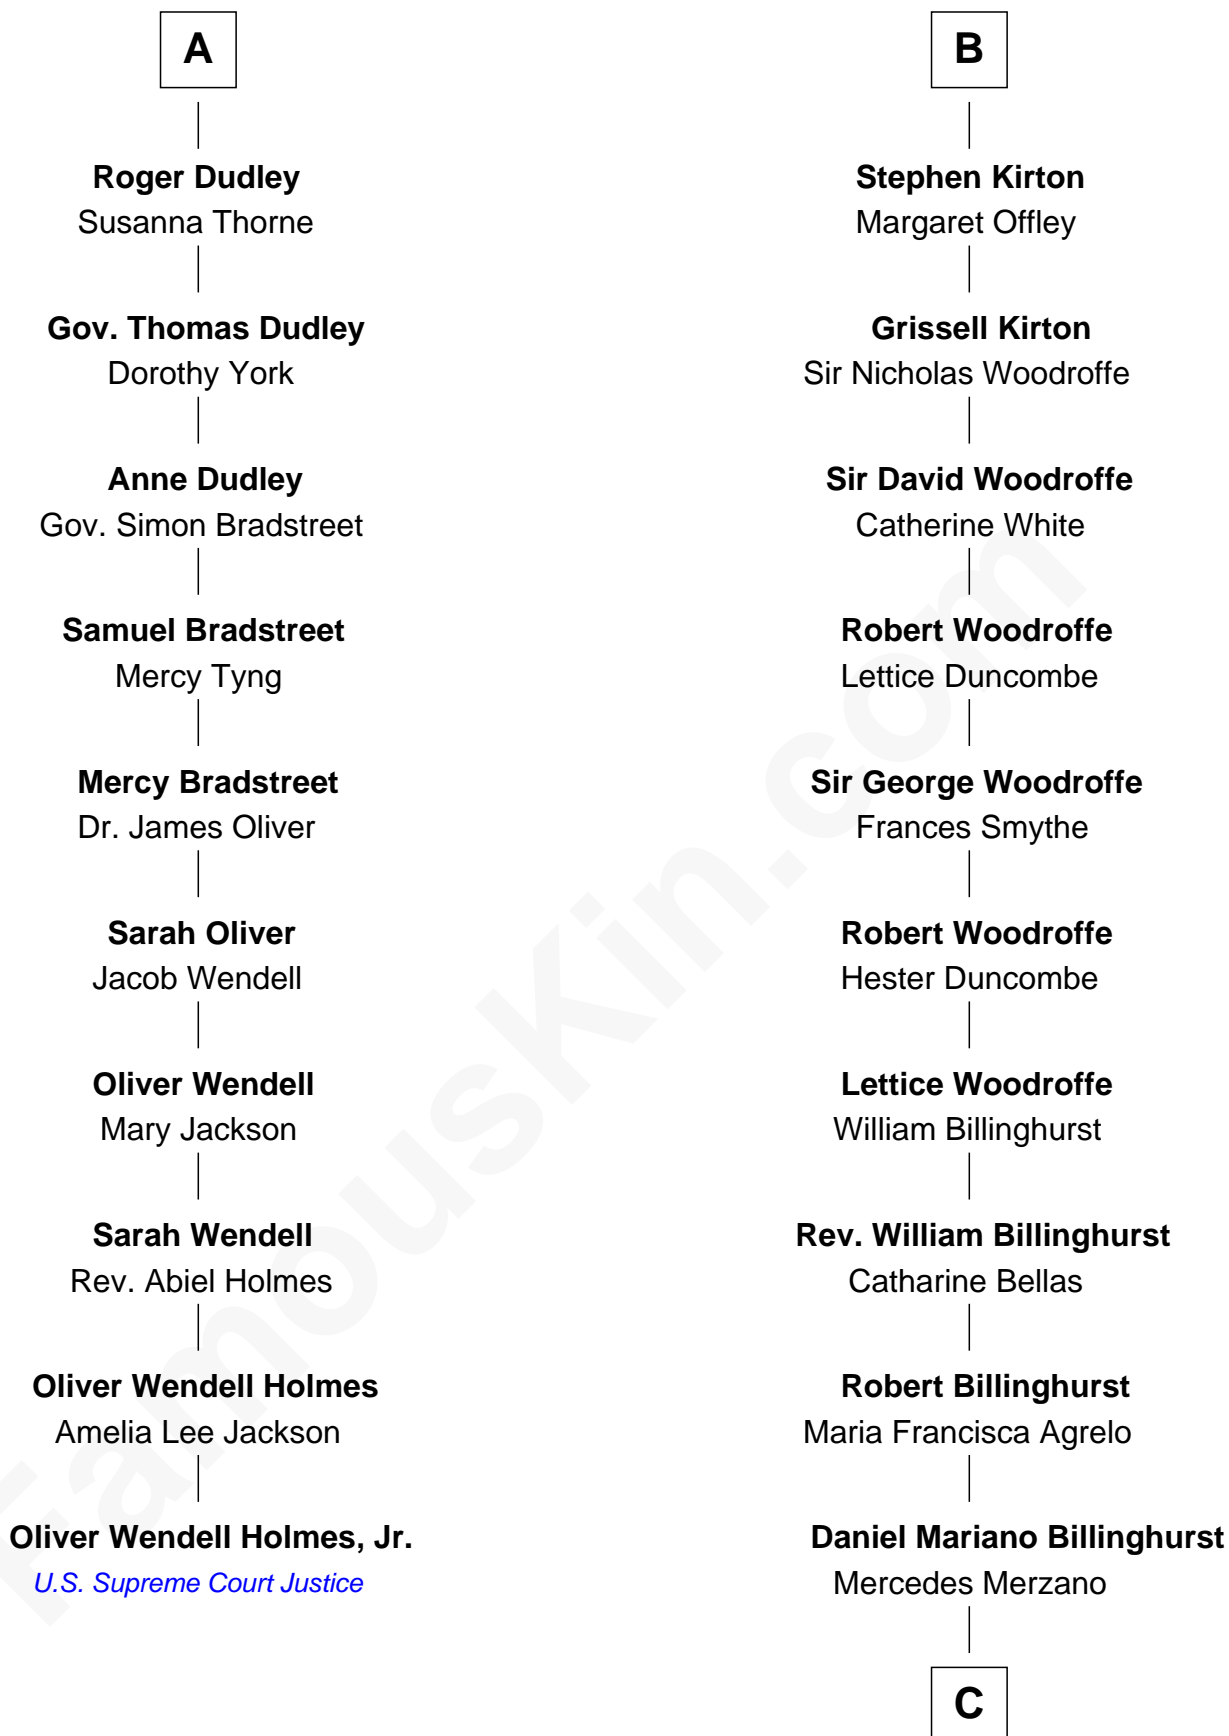 A
Roger Dudley
Susanna Thorne
Gov. Thomas Dudley
Dorothy York
Anne Dudley
Gov. Simon Bradstreet
Samuel Bradstreet
Mercy Tyng
Mercy Bradstreet
Dr. James Oliver
Sarah Oliver
Jacob Wendell
Oliver Wendell
Mary Jackson
Sarah Wendell
Rev. Abiel Holmes
Oliver Wendell Holmes
Amelia Lee Jackson
Oliver Wendell Holmes, Jr.
U.S. Supreme Court Justice
B
Stephen Kirton
Margaret Offley
Grissell Kirton
Sir Nicholas Woodroffe
Sir David Woodroffe
Catherine White
Robert Woodroffe
Lettice Duncombe
Sir George Woodroffe
Frances Smythe
Robert Woodroffe
Hester Duncombe
Lettice Woodroffe
William Billinghurst
Rev. William Billinghurst
Catharine Bellas
Robert Billinghurst
Maria Francisca Agrelo
Daniel Mariano Billinghurst
Mercedes Merzano
C
FamousKin.com